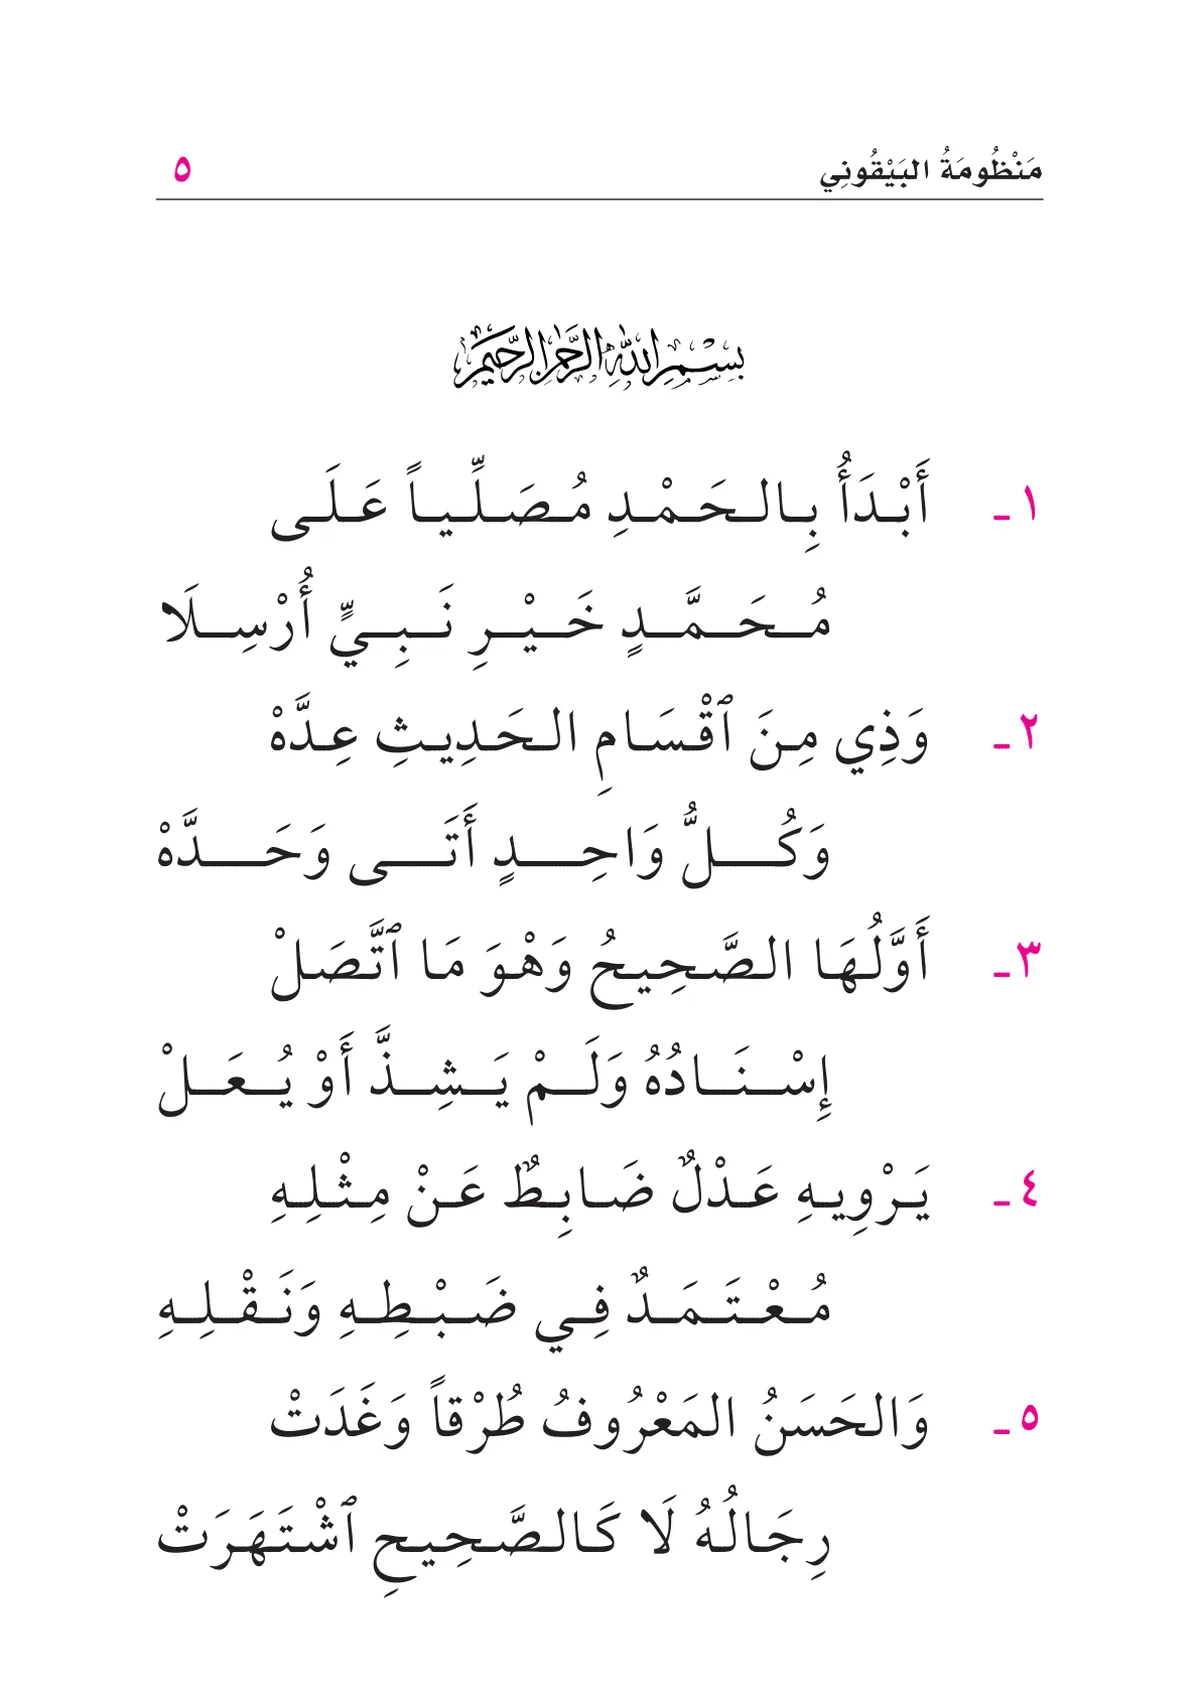 مَنْظُومَةُ البَيْقُونِي ٥
بِسْمِ اللَّهِ الرَّحْمَنِ الرَّحِيمِ
١ـ أَبْدَأُ بِالحَمْدِ مُصَلِّياً عَلَى
مُحَمَّدٍ خَيْرِ نَبِيٍّ أُرْسِلَا
٢ـ وَذِي مِنَ ٱقْسَامِ الحَدِيثِ عِدَّهْ
وَكُلُّ وَاحِدٍ أَتَى وَحَدَّهْ
٣ـ أَوَّلُهَا الصَّحِيحُ وَهْوَ مَا ٱتَّصَلْ
إِسْنَادُهُ وَلَمْ يَشِذَّ أَوْ يُعَلْ
٤ـ يَرْوِيهِ عَدْلٌ ضَابِطٌ عَنْ مِثْلِهِ
مُعْتَمَدٌ فِي ضَبْطِهِ وَنَقْلِهِ
٥ـ وَالحَسَنُ المَعْرُوفُ طُرْقاً وَغَدَتْ
رِجَالُهُ لَا كَالصَّحِيحِ ٱشْتَهَرَتْ